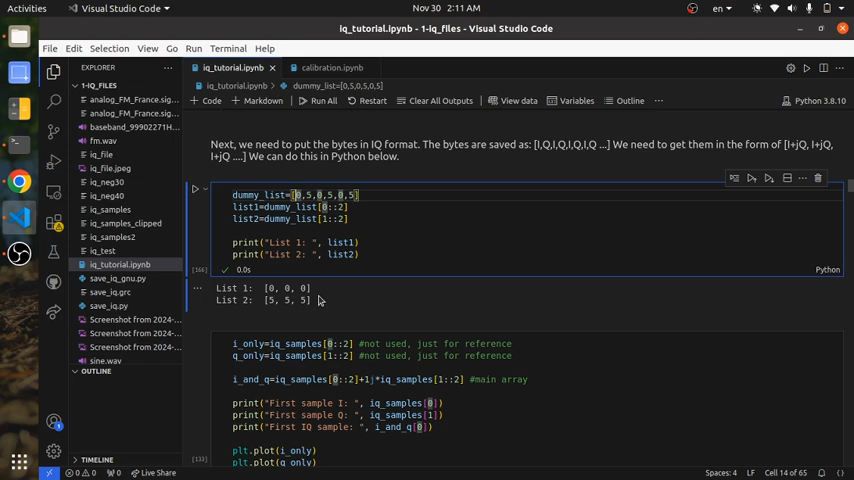 Activities
Visual Studio Code
Nov 30 2:11 AM
en
iq_tutorial.ipynb - 1-iq_files - Visual Studio Code
File Edit Selection View Go Run Terminal Help
EXPLORER
iq_tutorial.ipynb
calibration.ipynb
1-IQ_FILES
analog_FM_France.sig...
analog_FM_France.sig...
baseband_99902271H...
fm.wav
iq_file
iq_file.jpeg
iq_neg30
iq_neg40
iq_samples
iq_samples_clipped
iq_samples2
iq_test
iq_tutorial.ipynb
save_iq_gnu.py
save_iq.grc
save_iq.py
Screenshot from 2024-...
Screenshot from 2024-...
Screenshot from 2024-...
sine.wav
OUTLINE
TIMELINE
iq_tutorial.ipynb > dummy_list=[0,5,0,5,0,5]
+ Code + Markdown Run All Restart Clear All Outputs View data Variables Outline ... Python 3.8.10
Next, we need to put the bytes in IQ format. The bytes are saved as: [I,Q,I,Q,I,Q,I,Q ...] We need to get them in the form of [I+jQ, I+jQ,
I+jQ ....] We can do this in Python below.
dummy_list=[0,5,0,5,0,5]
list1=dummy_list[0::2]
list2=dummy_list[1::2]
print("List 1: ", list1)
print("List 2: ", list2)
[166]
0.0s
Python
List 1: [0, 0, 0]
List 2: [5, 5, 5]
i_only=iq_samples[0::2] #not used, just for reference
q_only=iq_samples[1::2] #not used, just for reference
i_and_q=iq_samples[0::2]+1j*iq_samples[1::2] #main array
print("First sample I: ", iq_samples[0])
print("First sample Q: ", iq_samples[1])
print("First IQ sample: ", i_and_q[0])
plt.plot(i_only)
plt.plot(q_only)
[133]
0 0 0 Live Share
Spaces: 4 LF Cell 14 of 65